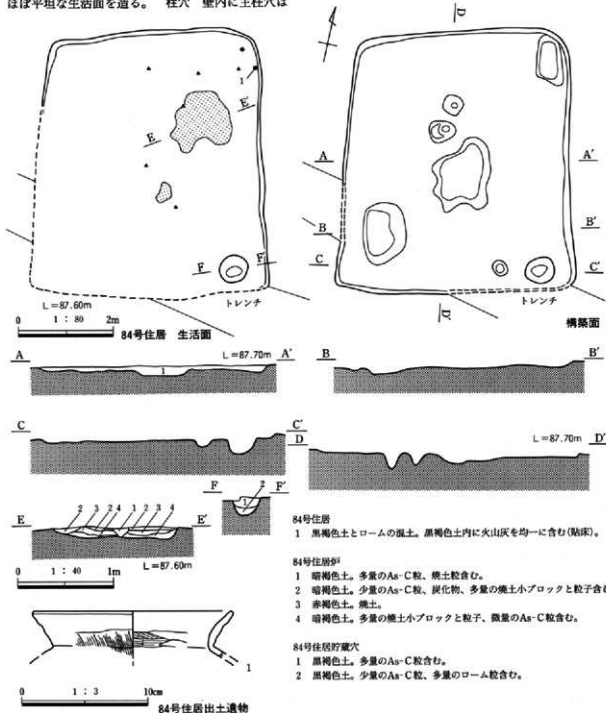 ほぼ平坦な生活面を造る。 柱穴 壁内に主柱穴は
D
1
E'
E
A
A'
B
B'
F
F'
C
C'
トレンチ
トレンチ
D'
L=87.60m
0 1：80 2m
84号住居 生活面
構築面
A
L=87.70m
A'
1
B
B'
C
C'
D
L=87.70m
D'
F
F'
1
2
E
2 3 2 4 1 2 3 4
E'
L=87.60m
0 1：40 1m
84号住居
1 黒褐色土とロームの混土。黒褐色土内に火山灰を均一に含む(貼床)。
84号住居炉
1 暗褐色土。多量のAs-C粒、焼土粒含む。
2 暗褐色土。少量のAs-C粒、炭化物、多量の焼土小ブロックと粒子含む
3 赤褐色土。焼土。
4 暗褐色土。多量の焼土小ブロックと粒子、微量のAs-C粒含む。
84号住居貯蔵穴
1 黒褐色土。多量のAs-C粒含む。
2 黒褐色土。少量のAs-C粒、多量のローム粒含む。
1
0 1：3 10cm
84号住居出土遺物